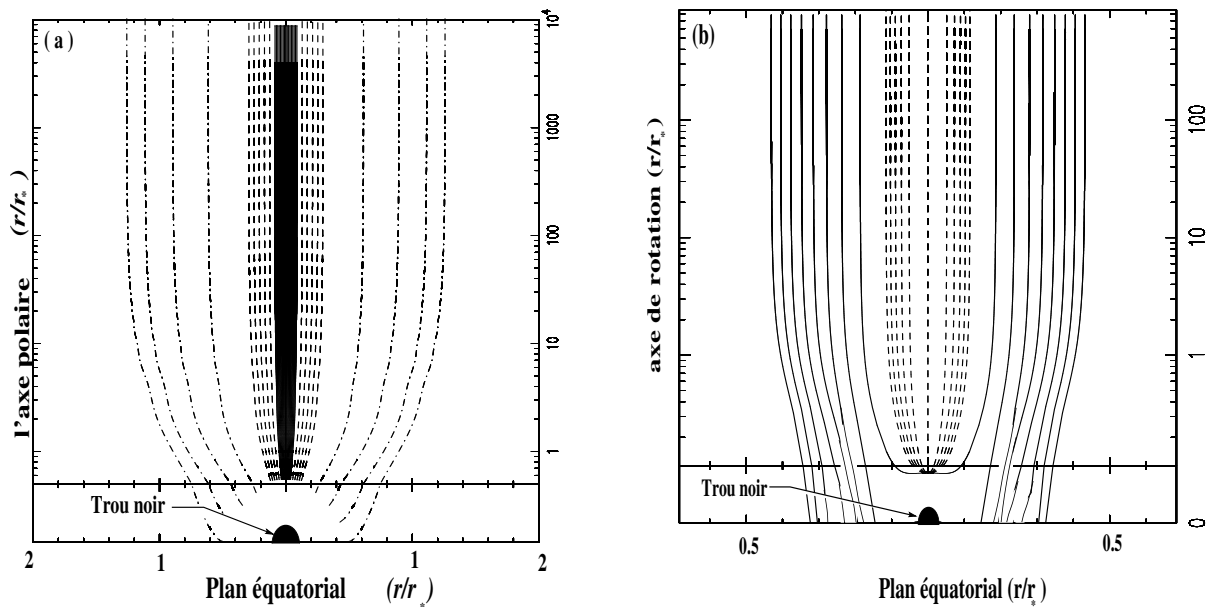 (a)
10⁴
1000
100
10
1
l'axe polaire (r/r*)
Trou noir
2 1 1 2
Plan équatorial (r/r*)
(b)
100
10
1
0
axe de rotation (r/r*)
Trou noir
0.5 0.5
Plan équatorial (r/r*)